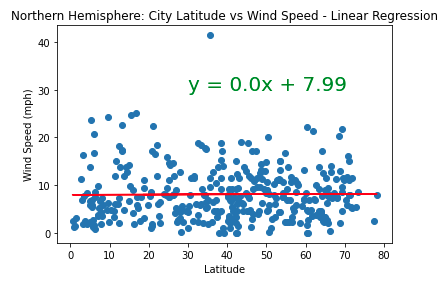 Northern Hemisphere: City Latitude vs Wind Speed - Linear Regression
40
30
20
10
0
Wind Speed (mph)
y = 0.0x + 7.99
0 10 20 30 40 50 60 70 80
Latitude